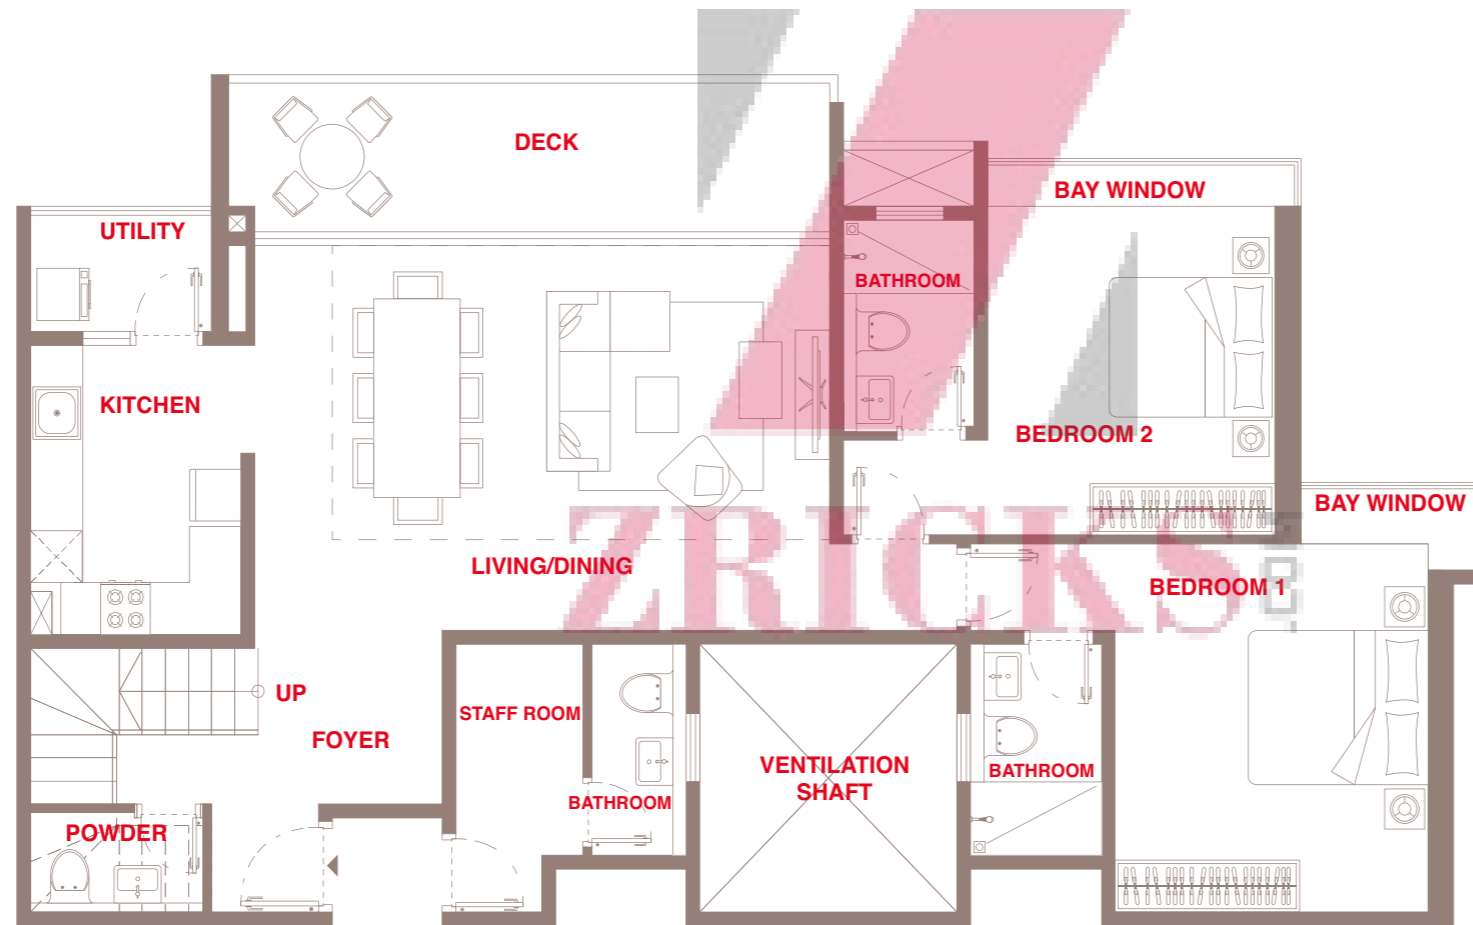 DECK
BAY WINDOW
UTILITY
BATHROOM
KITCHEN
BEDROOM 2
BAY WINDOW
LIVING/DINING
BEDROOM 1
ZRICKS
UP
STAFF ROOM
FOYER
VENTILATION
SHAFT
BATHROOM
BATHROOM
POWDER